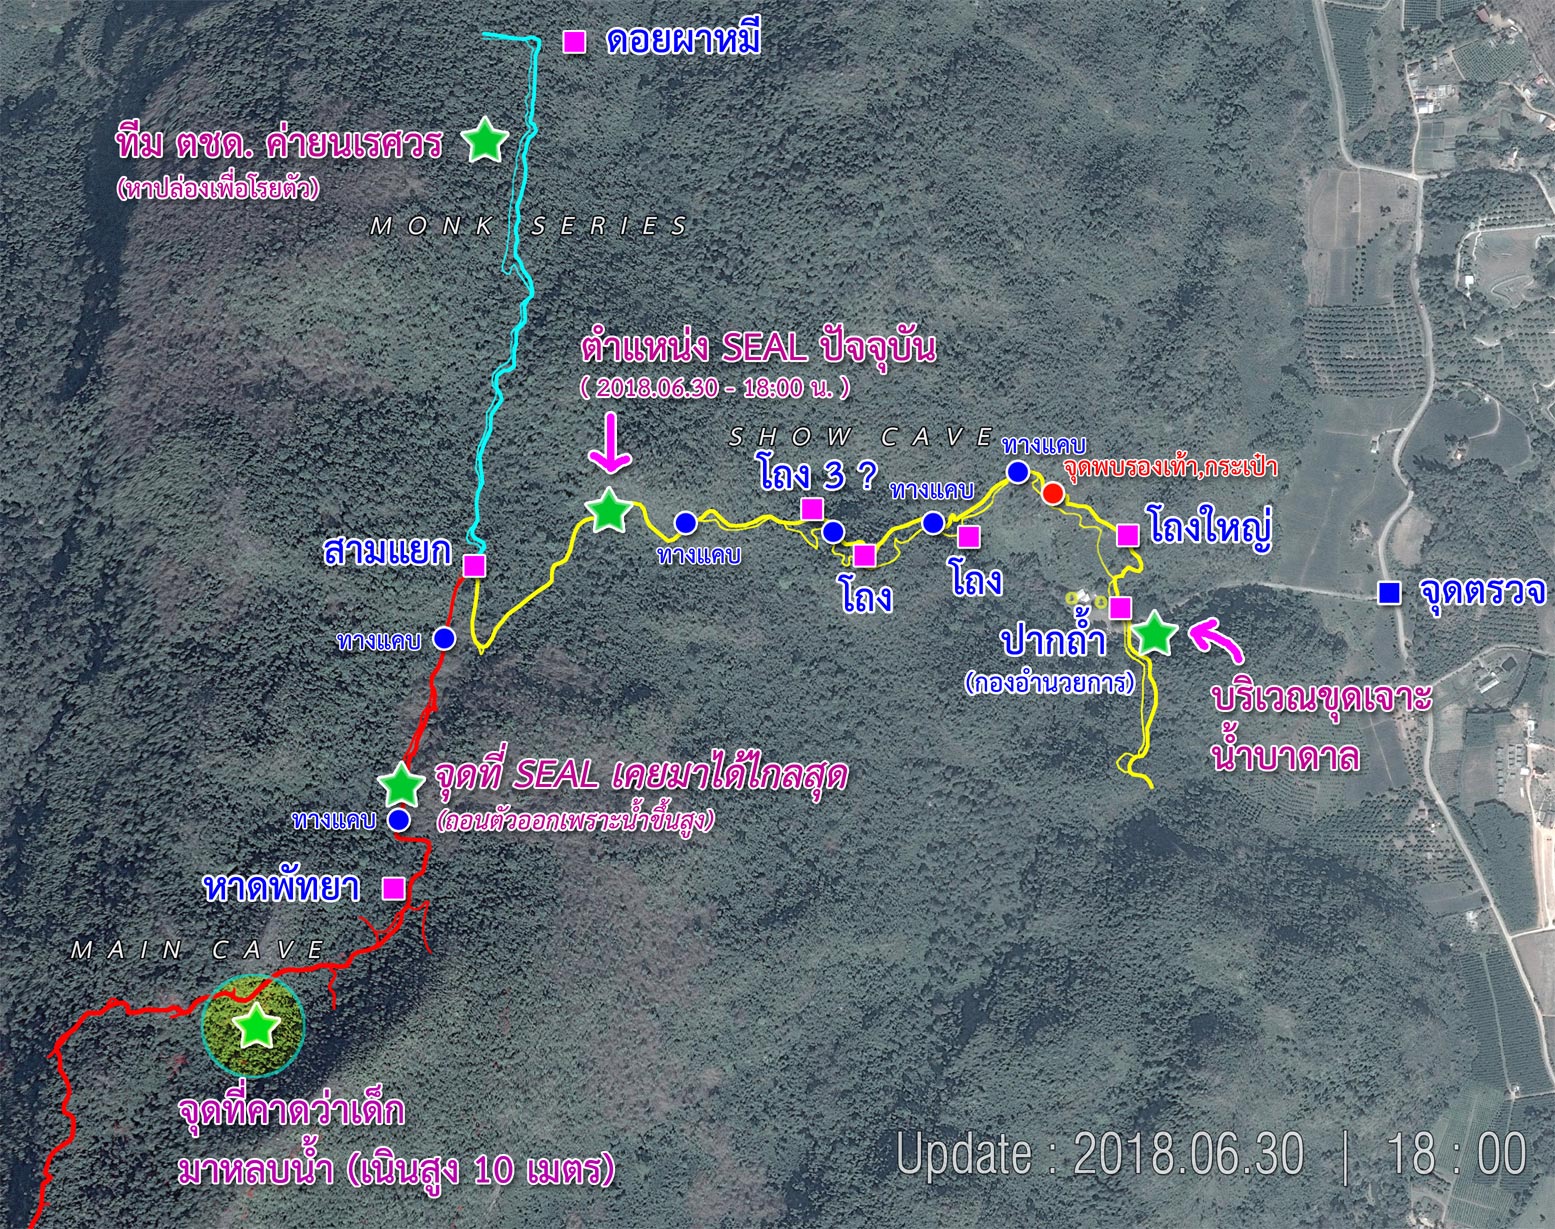 ดอยผาหมี
ทีม ตชด. ค่ายนเรศวร
(หาปล่องเพื่อโรยตัว)
MONK SERIES
ตำแหน่ง SEAL ปัจจุบัน
( 2018.06.30 - 18:00 น. )
SHOW CAVE
ทางแคบ
โถง 3 ?
จุดพบรองเท้า,กระเป๋า
ทางแคบ
โถงใหญ่
สามแยก
ทางแคบ
โถง
โถง
จุดตรวจ
ทางแคบ
ปากถ้ำ
(กองอำนวยการ)
บริเวณขุดเจาะ
น้ำบาดาล
จุดที่ SEAL เคยมาได้ไกลสุด
(ถอนตัวออกเพราะน้ำขึ้นสูง)
ทางแคบ
หาดพัทยา
MAIN CAVE
จุดที่คาดว่าเด็ก
มาหลบน้ำ (เนินสูง 10 เมตร)
Update : 2018.06.30 | 18 : 00